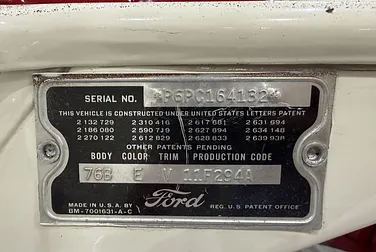 SERIAL NO. *P6PC164132*
THIS VEHICLE IS CONSTRUCTED UNDER UNITED STATES LETTERS PATENT
2 132 729 2 310 416 2 617 681 2 631 694
2 186 080 2 590 719 2 627 694 2 634 148
2 270 122 2 612 829 2 628 833 2 639 938
OTHER PATENTS PENDING
BODY COLOR TRIM PRODUCTION CODE
76B E V 11F294A
MADE IN U.S.A. BY Ford REG. U.S. PATENT OFFICE
BM-7001631-A-C